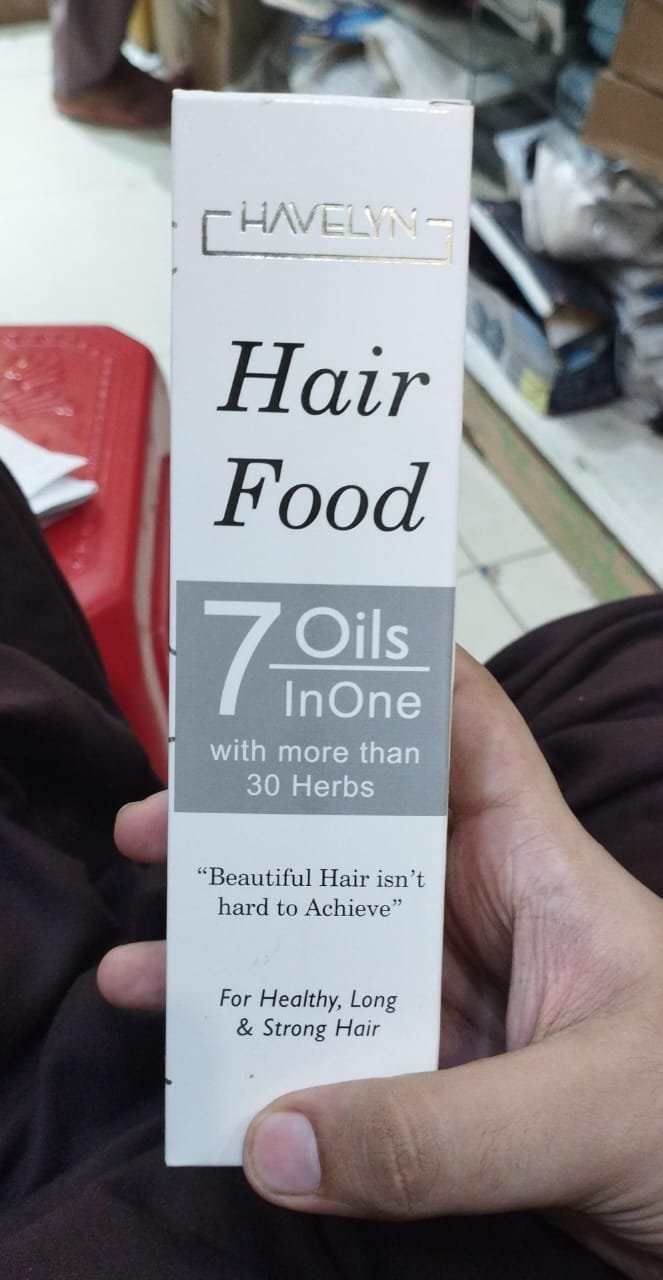 HAVELYN
Hair
Food
7 Oils
InOne
with more than
30 Herbs
“Beautiful Hair isn’t
hard to Achieve”
For Healthy, Long
& Strong Hair